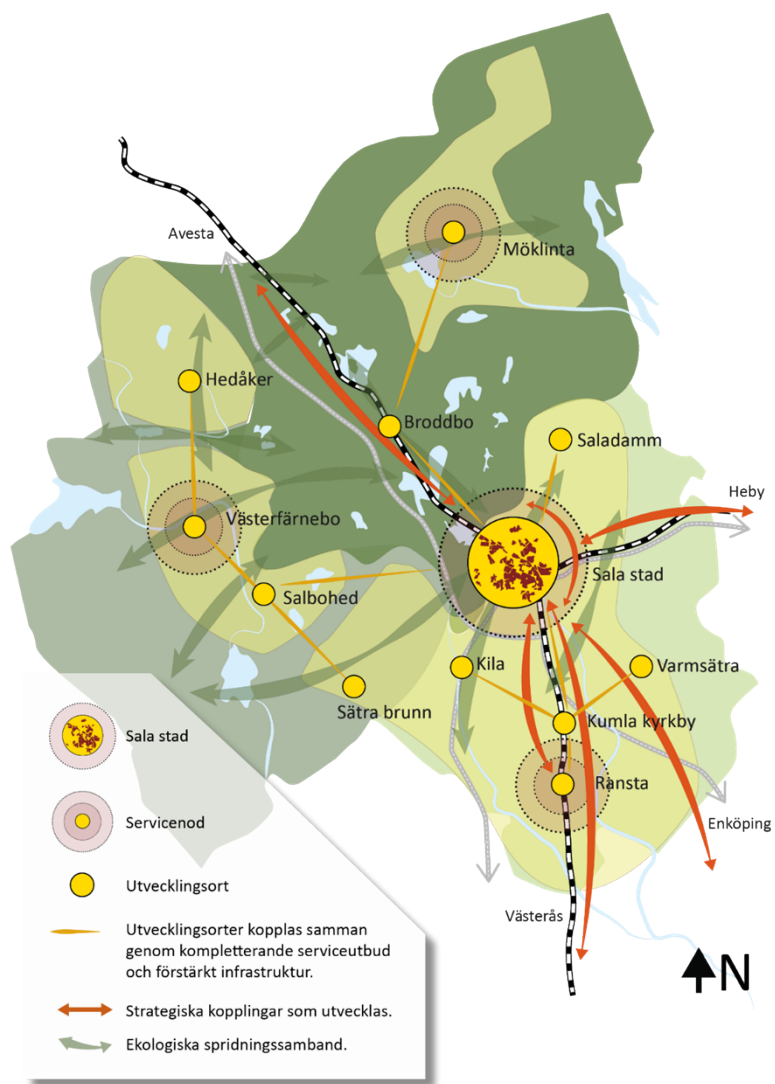 Avesta
Möklinta
Hedåker
Broddbo
Saladamm
Heby
Västerfärnebo
Sala stad
Salbohed
Kila
Varmsätra
Sätra brunn
Kumla kyrkby
Ransta
Enköping
Västerås
N
Sala stad
Servicenod
Utvecklingsort
Utvecklingsorter kopplas samman
genom kompletterande serviceutbud
och förstärkt infrastruktur.
Strategiska kopplingar som utvecklas.
Ekologiska spridningssamband.